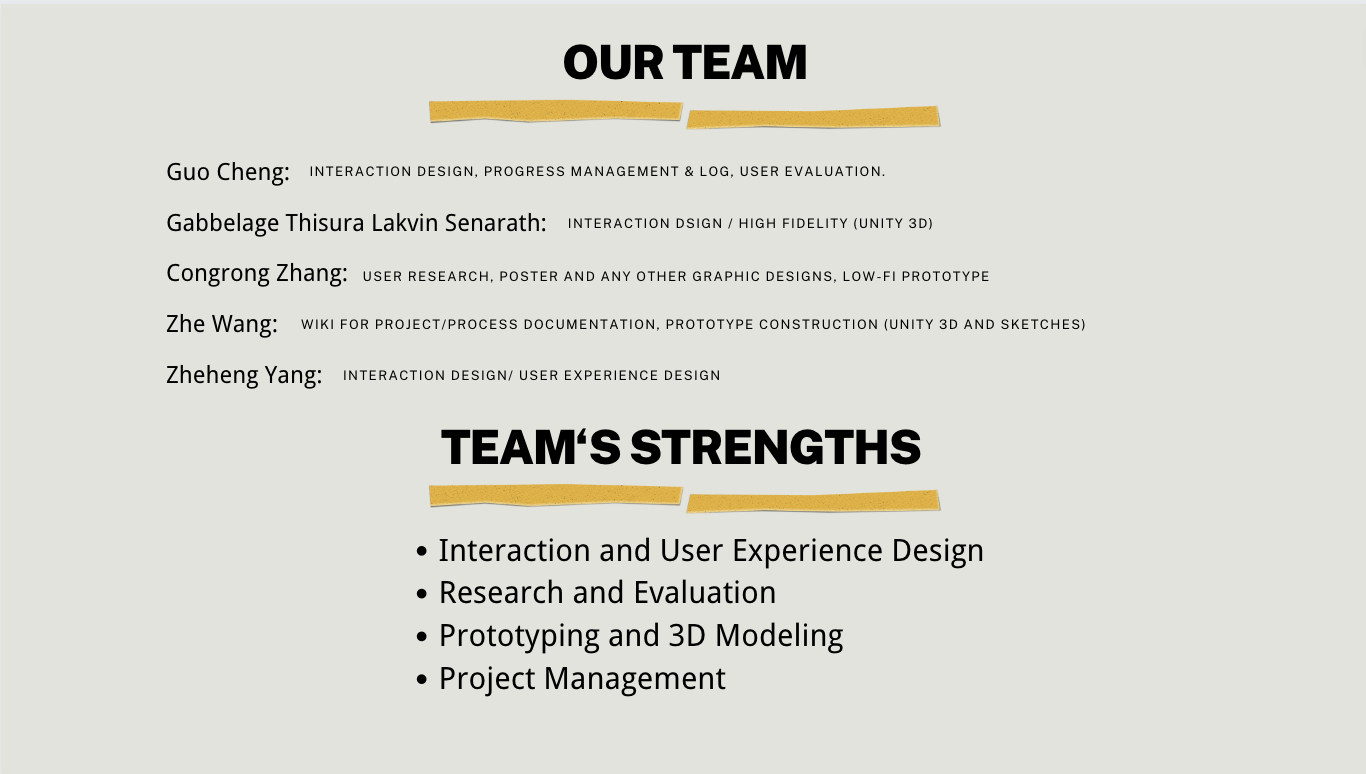 OUR TEAM
Guo Cheng: INTERACTION DESIGN, PROGRESS MANAGEMENT & LOG, USER EVALUATION.
Gabbelage Thisura Lakvin Senarath: INTERACTION DSIGN / HIGH FIDELITY (UNITY 3D)
Congrong Zhang: USER RESEARCH, POSTER AND ANY OTHER GRAPHIC DESIGNS, LOW-FI PROTOTYPE
Zhe Wang: WIKI FOR PROJECT/PROCESS DOCUMENTATION, PROTOTYPE CONSTRUCTION (UNITY 3D AND SKETCHES)
Zheheng Yang: INTERACTION DESIGN/ USER EXPERIENCE DESIGN
TEAM‘S STRENGTHS
• Interaction and User Experience Design
• Research and Evaluation
• Prototyping and 3D Modeling
• Project Management